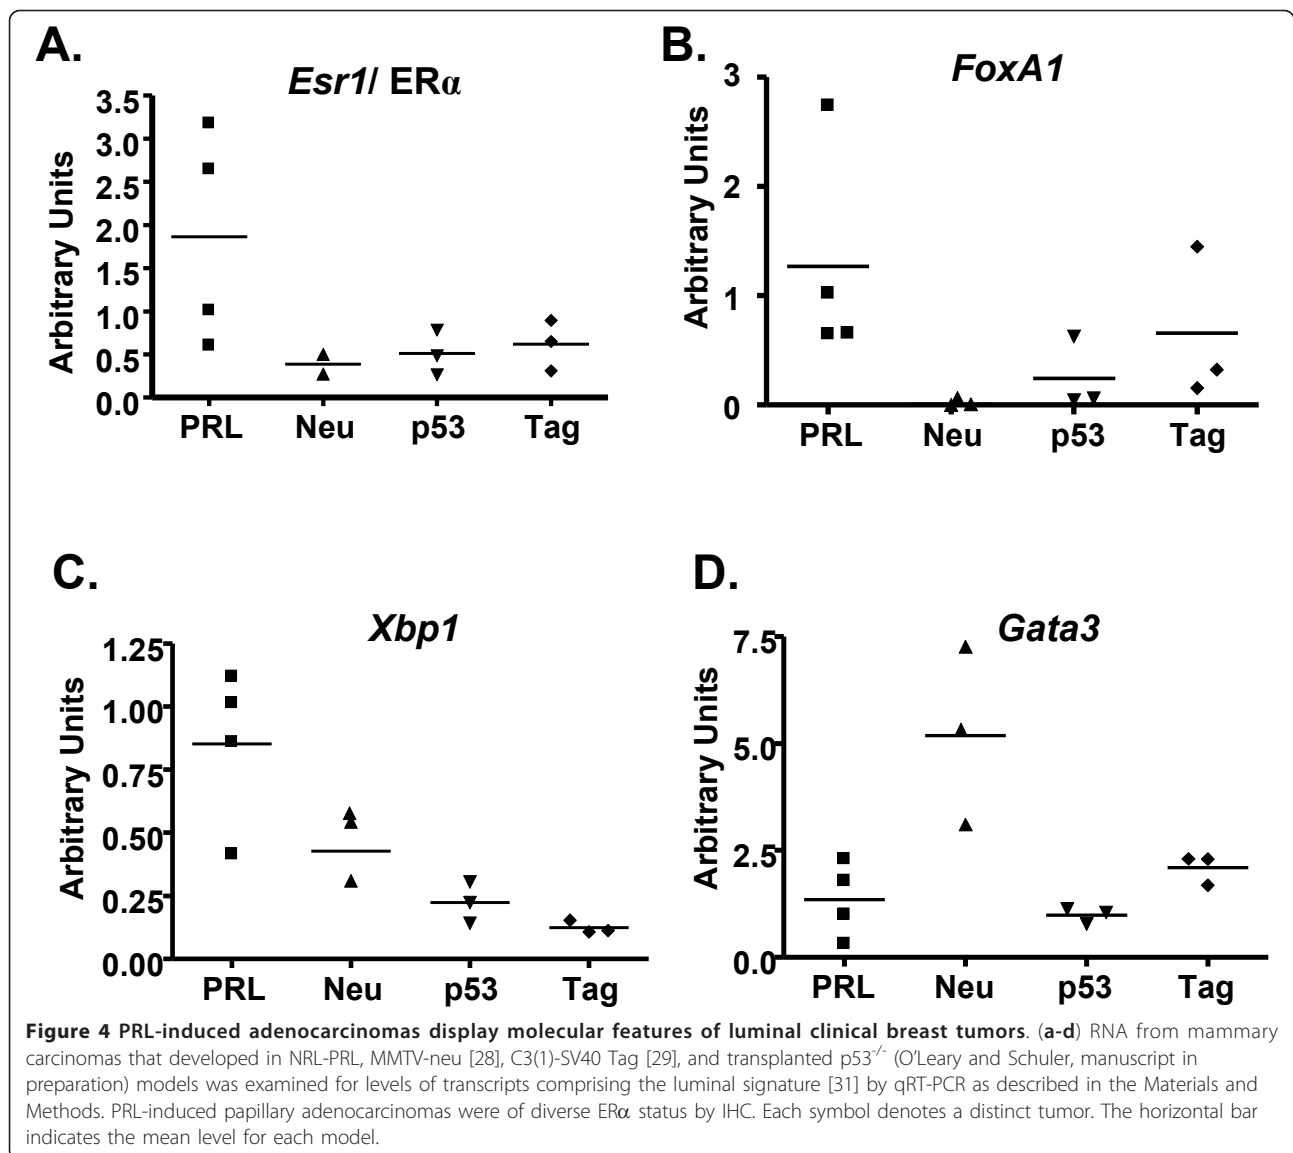 A.
Esr1/ ERα
Arbitrary Units
3.5
3.0
2.5
2.0
1.5
1.0
0.5
0.0
PRL Neu p53 Tag
B.
FoxA1
Arbitrary Units
3
2
1
0
PRL Neu p53 Tag
C.
Xbp1
Arbitrary Units
1.25
1.00
0.75
0.50
0.25
0.00
PRL Neu p53 Tag
D.
Gata3
Arbitrary Units
7.5
5.0
2.5
0.0
PRL Neu p53 Tag
Figure 4 PRL-induced adenocarcinomas display molecular features of luminal clinical breast tumors. (a-d) RNA from mammary
carcinomas that developed in NRL-PRL, MMTV-neu [28], C3(1)-SV40 Tag [29], and transplanted p53-/- (O'Leary and Schuler, manuscript in
preparation) models was examined for levels of transcripts comprising the luminal signature [31] by qRT-PCR as described in the Materials and
Methods. PRL-induced papillary adenocarcinomas were of diverse ERα status by IHC. Each symbol denotes a distinct tumor. The horizontal bar
indicates the mean level for each model.